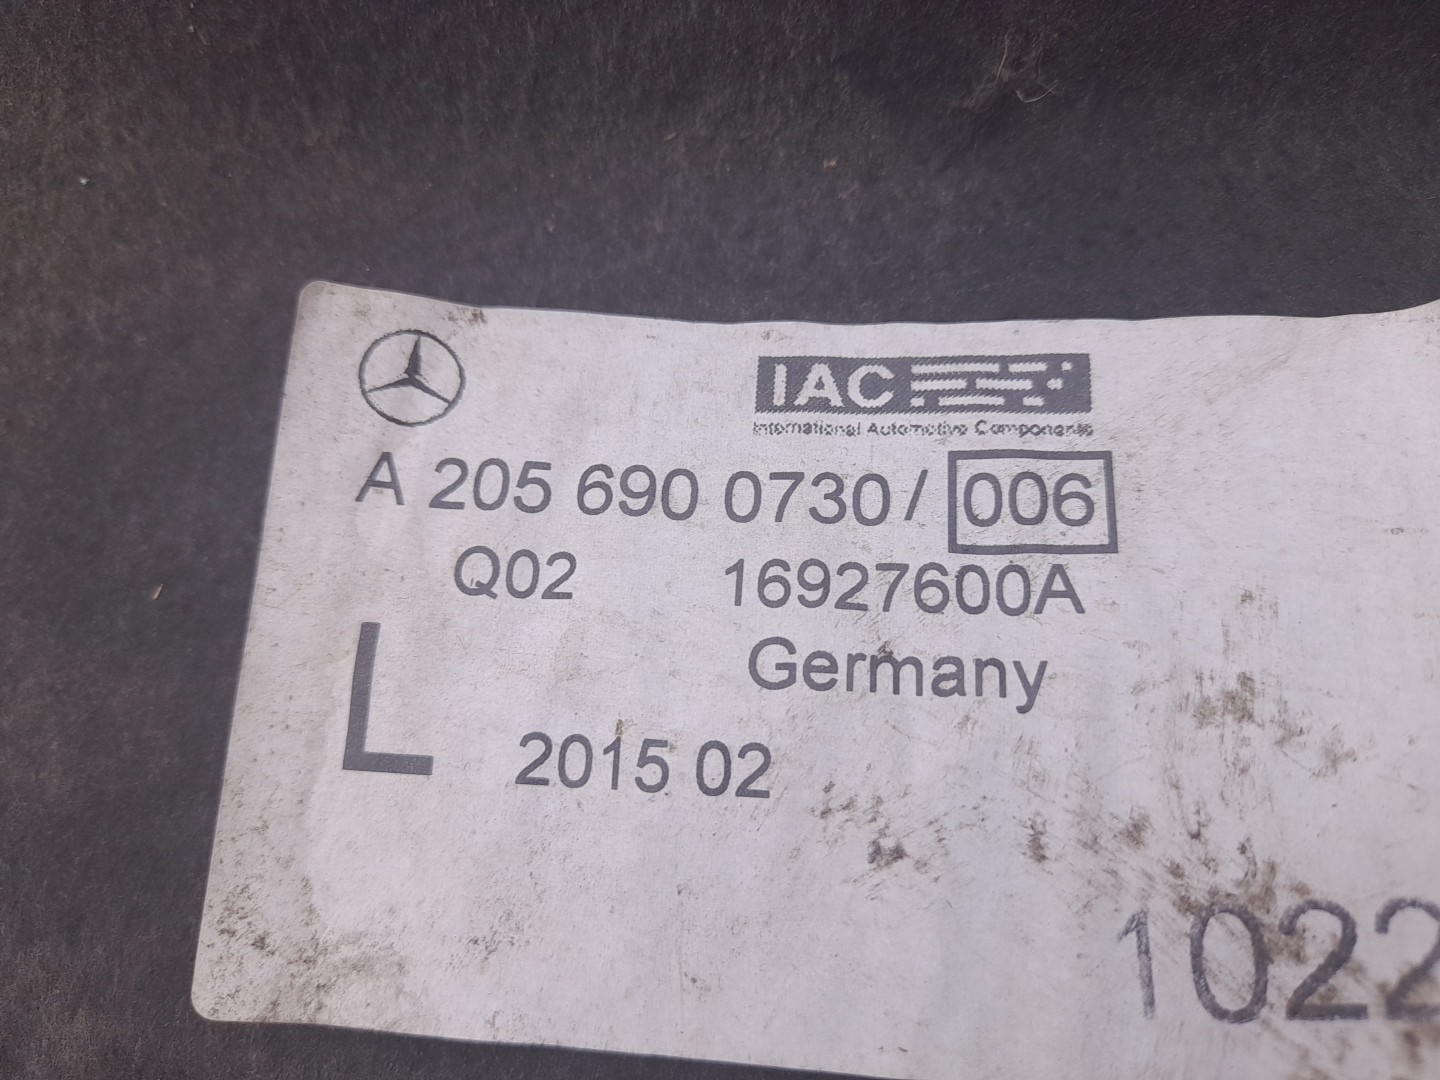 IAC
International Automotive Components
A 205 690 0730 / 006
Q02 16927600A
Germany
L
2015 02
1022